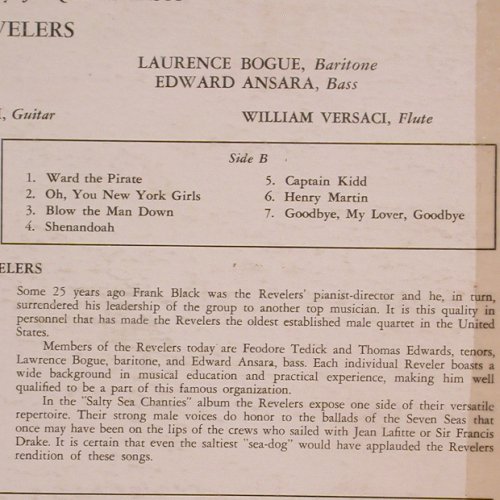 VELERS
LAURENCE BOGUE, Baritone
EDWARD ANSARA, Bass
, Guitar
WILLIAM VERSACI, Flute
Side B
1. Ward the Pirate
2. Oh, You New York Girls
3. Blow the Man Down
4. Shenandoah
5. Captain Kidd
6. Henry Martin
7. Goodbye, My Lover, Goodbye
ELERS
Some 25 years ago Frank Black was the Revelers' pianist-director and he, in turn,
surrendered his leadership of the group to another top musician. It is this quality in
personnel that has made the Revelers the oldest established male quartet in the United
States.
Members of the Revelers today are Feodore Tedick and Thomas Edwards, tenors,
Lawrence Bogue, baritone, and Edward Ansara, bass. Each individual Reveler boasts a
wide background in musical education and practical experience, making him well
qualified to be a part of this famous organization.
In the "Salty Sea Chanties" album the Revelers expose one side of their versatile
repertoire. Their strong male voices do honor to the ballads of the Seven Seas that
once may have been on the lips of the crews who sailed with Jean Lafitte or Sir Francis
Drake. It is certain that even the saltiest "sea-dog" would have applauded the Revelers
rendition of these songs.